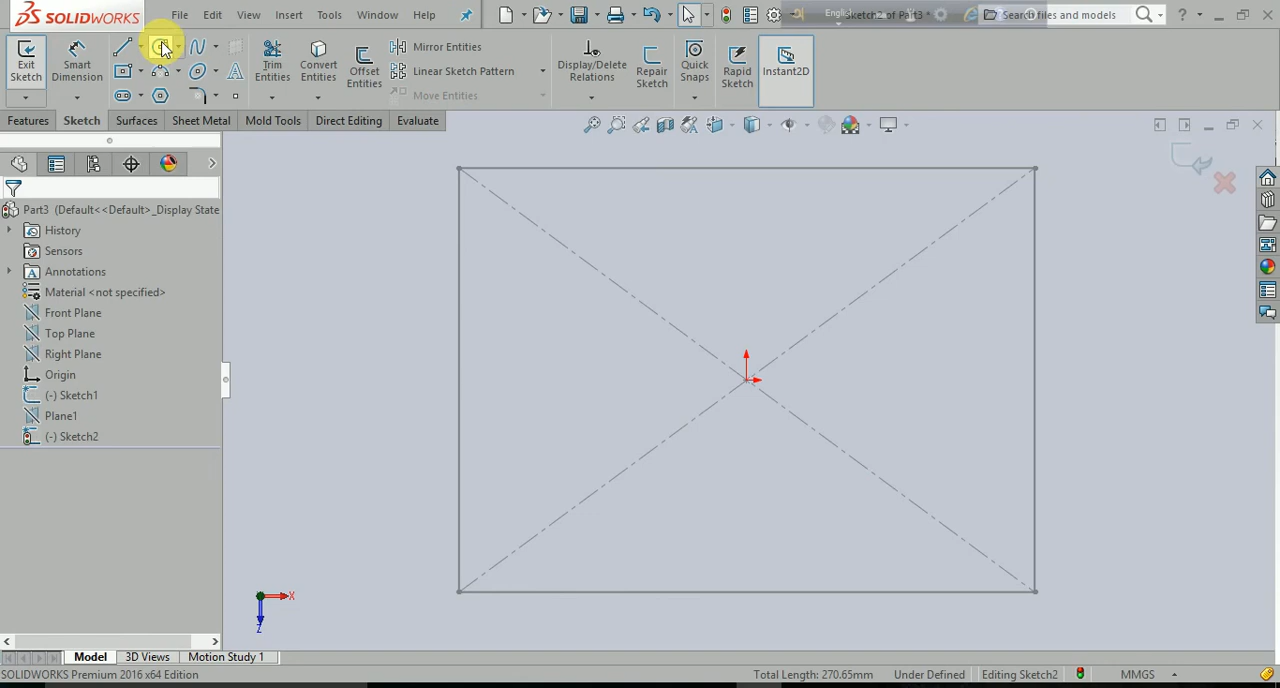 SOLIDWORKS File Edit View Insert Tools Window Help English Sketch2 of Part3 * Search files and models
Exit Sketch Smart Dimension Trim Entities Convert Entities Offset Entities Mirror Entities Display/Delete Relations Repair Sketch Quick Snaps Rapid Sketch Instant2D
Linear Sketch Pattern
Move Entities
Features Sketch Surfaces Sheet Metal Mold Tools Direct Editing Evaluate
Part3 (Default<<Default>_Display State
History
Sensors
Annotations
Material <not specified>
Front Plane
Top Plane
Right Plane
Origin
(-) Sketch1
Plane1
(-) Sketch2
X
Z
Model 3D Views Motion Study 1
SOLIDWORKS Premium 2016 x64 Edition Total Length: 270.65mm Under Defined Editing Sketch2 MMGS